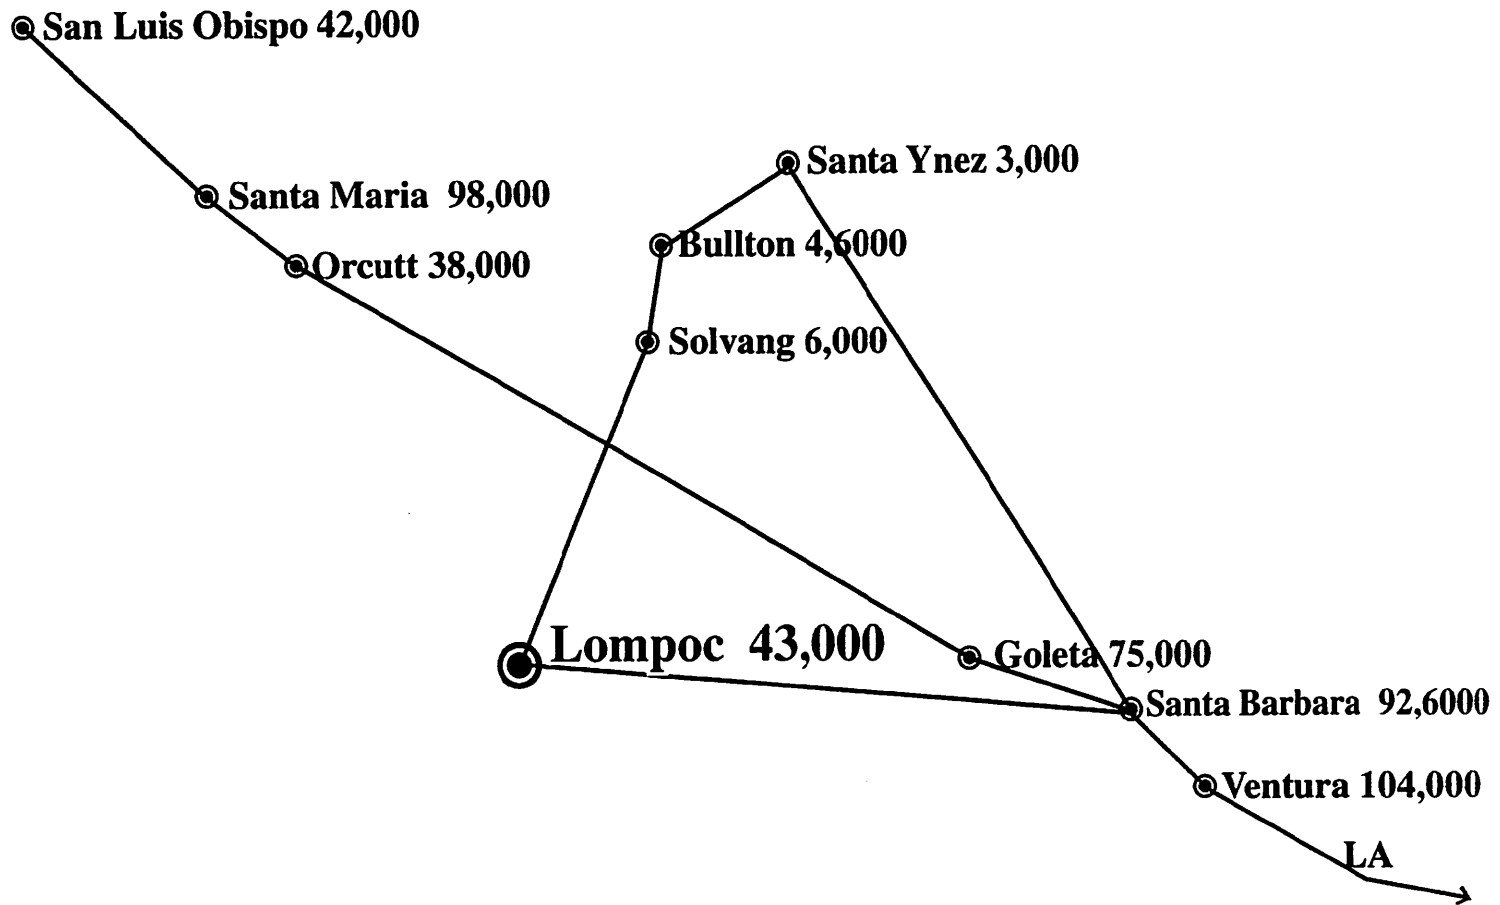 San Luis Obispo 42,000
Santa Ynez 3,000
Santa Maria 98,000
Bullton 4,6000
Orcutt 38,000
Solvang 6,000
Lompoc 43,000
Goleta 75,000
Santa Barbara 92,6000
Ventura 104,000
LA